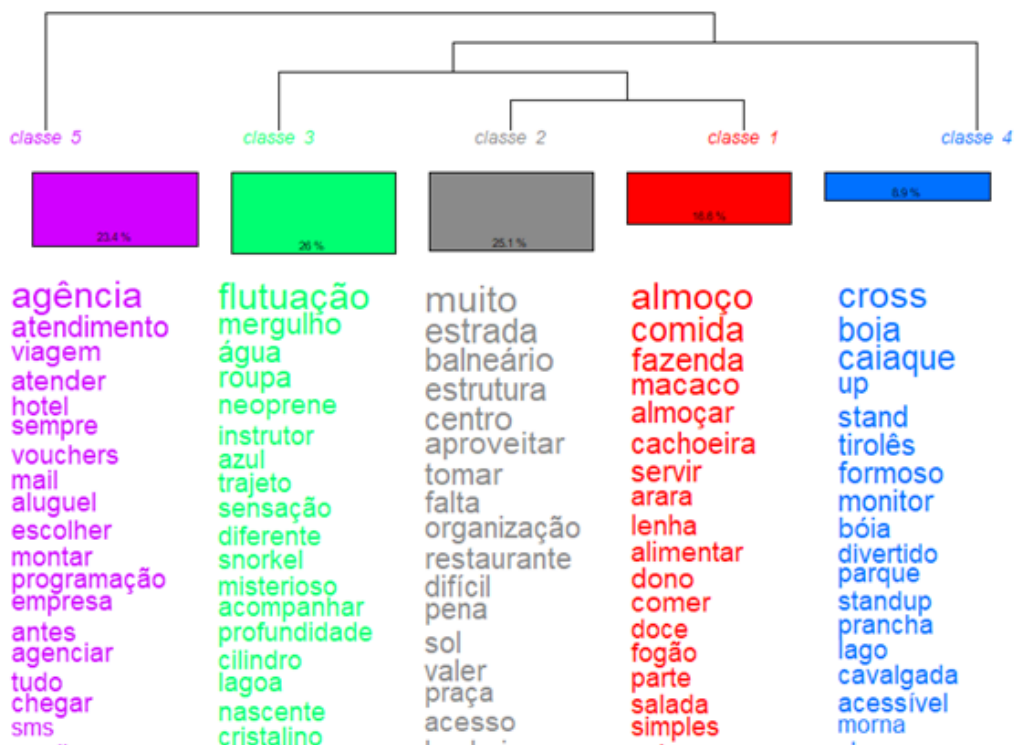 classe 5
classe 3
classe 2
classe 1
classe 4
23.4 %
26 %
25.1 %
16.6 %
8.9 %
agência
atendimento
viagem
atender
hotel
sempre
vouchers
mail
aluguel
escolher
montar
programação
empresa
antes
agenciar
tudo
chegar
sms
flutuação
mergulho
água
roupa
neoprene
instrutor
azul
trajeto
sensação
diferente
snorkel
misterioso
acompanhar
profundidade
cilindro
lagoa
nascente
cristalino
muito
estrada
balneário
estrutura
centro
aproveitar
tomar
falta
organização
restaurante
difícil
pena
sol
valer
praça
acesso
almoço
comida
fazenda
macaco
almoçar
cachoeira
servir
arara
lenha
alimentar
dono
comer
doce
fogão
parte
salada
simples
cross
boia
caiaque
up
stand
tirolês
formoso
monitor
bóia
divertido
parque
standup
prancha
lago
cavalgada
acessível
morna